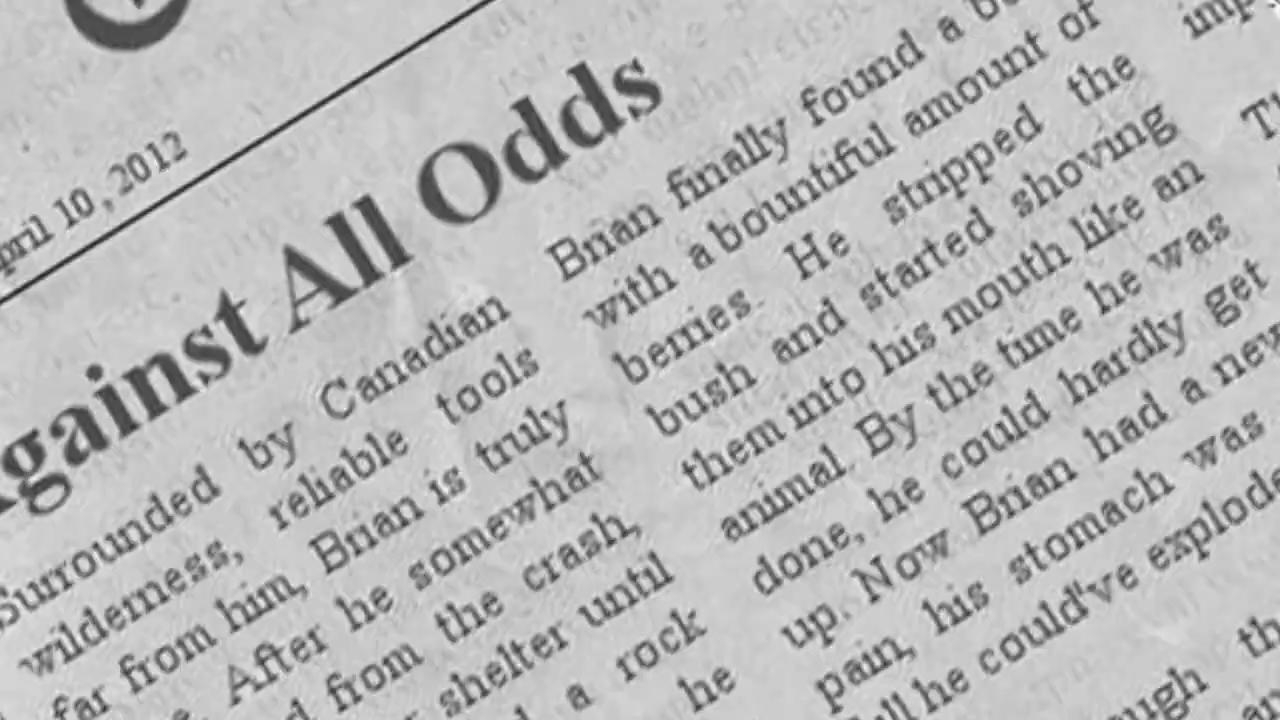 pril 10, 2012
Against All Odds
Surrounded by Canadian
wilderness, reliable tools
far from him, Brian is truly
After he somewhat
from the crash,
shelter until
a rock
he
Brian finally found a
with a bountiful amount of
berries. He stripped the
bush and started shoving
them into his mouth like an
animal. By the time he was
done, he could hardly get
up. Now Brian had a new
pain, his stomach was
he could've explode